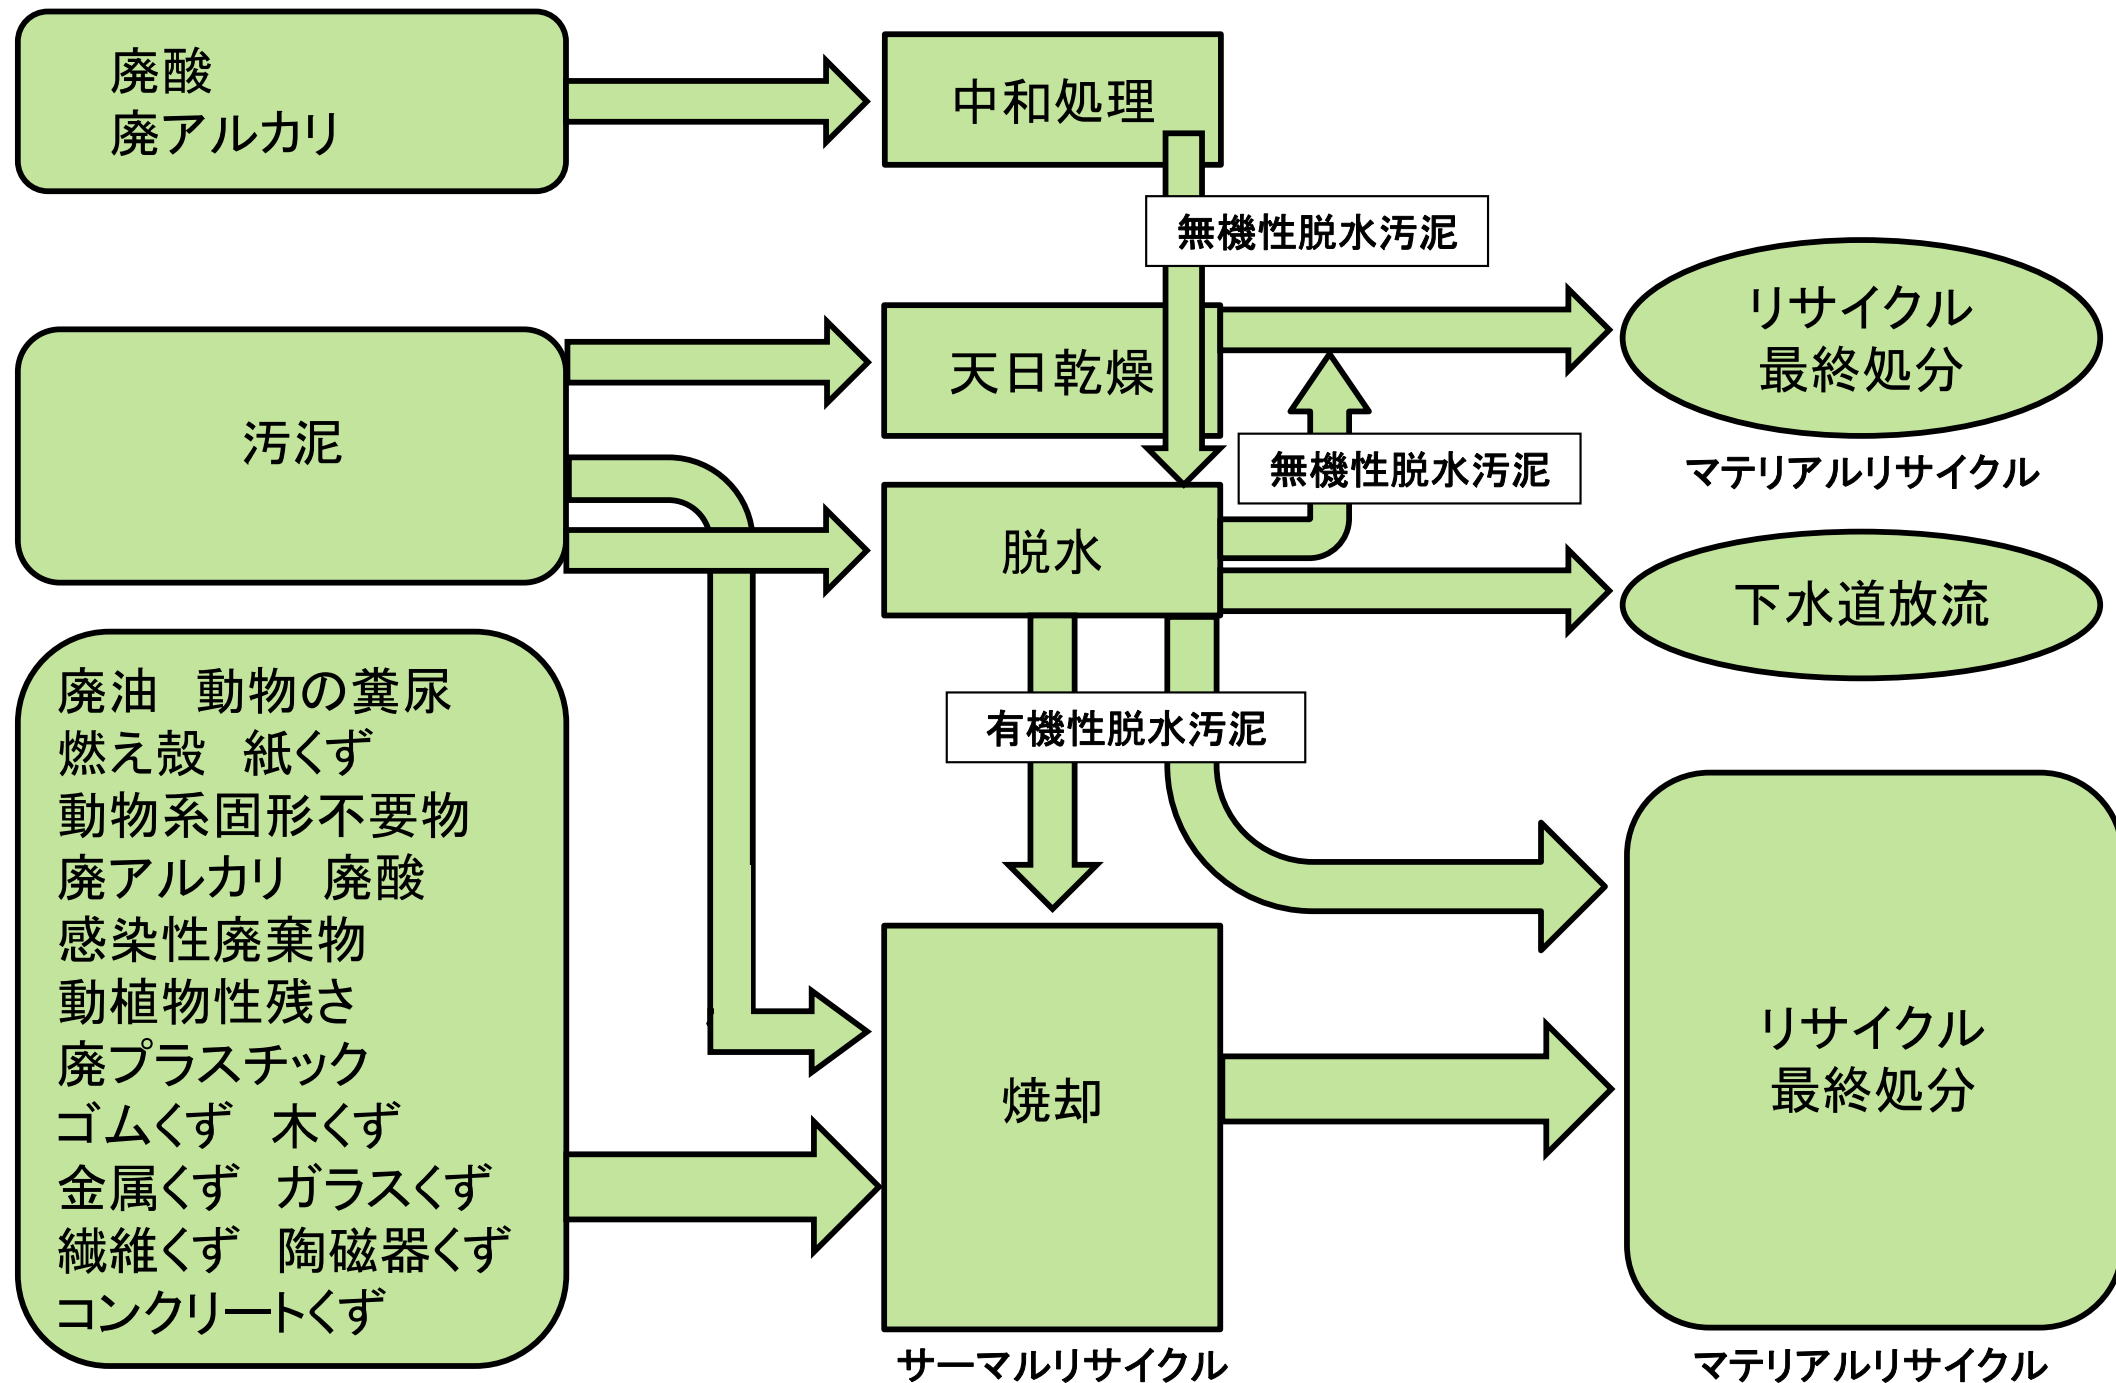 廃酸
廃アルカリ
中和処理
無機性脱水汚泥
汚泥
天日乾燥
リサイクル
最終処分
マテリアルリサイクル
無機性脱水汚泥
脱水
下水道放流
有機性脱水汚泥
廃油　動物の糞尿
燃え殻　紙くず
動物系固形不要物
廃アルカリ　廃酸
感染性廃棄物
動植物性残さ
廃プラスチック
ゴムくず　木くず
金属くず　ガラスくず
繊維くず　陶磁器くず
コンクリートくず
焼却
サーマルリサイクル
リサイクル
最終処分
マテリアルリサイクル